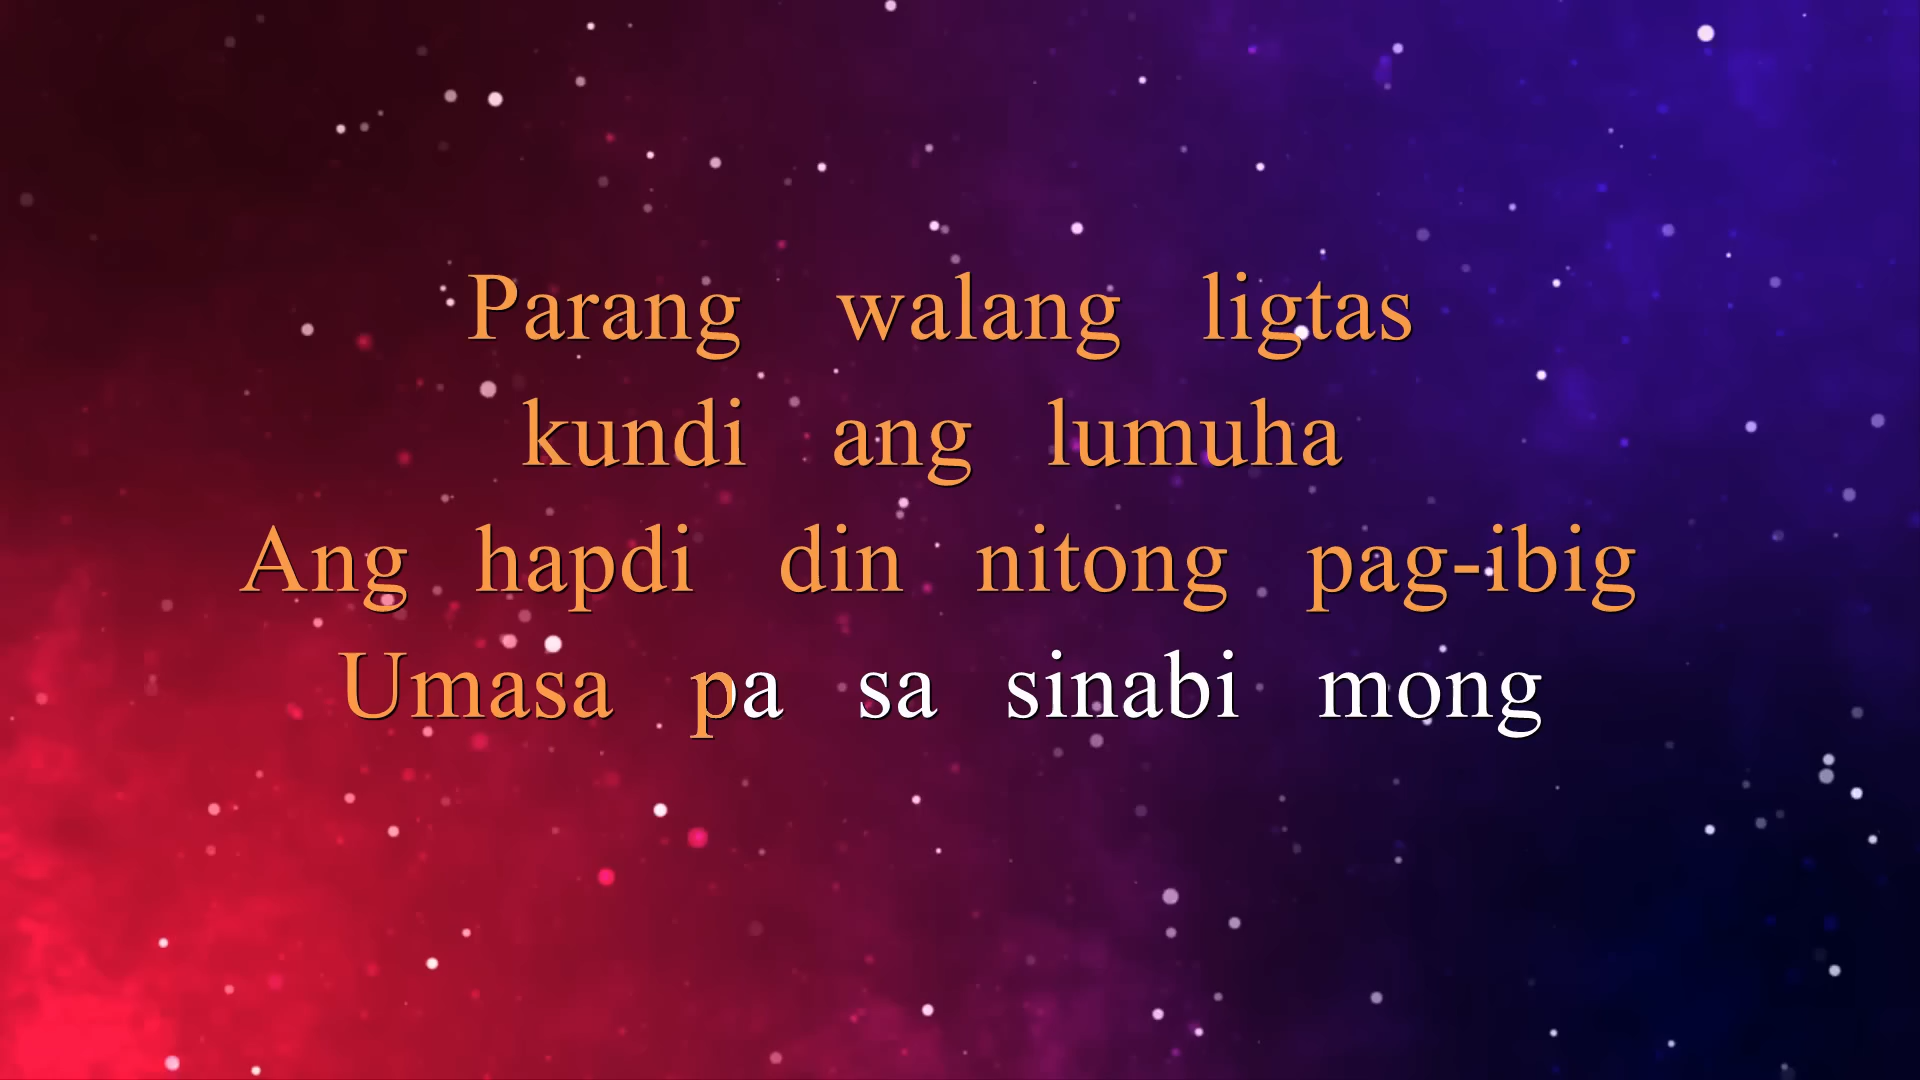 Parang walang ligtas
kundi ang lumuha
Ang hapdi din nitong pag-ibig
Umasa pa sa sinabi mong